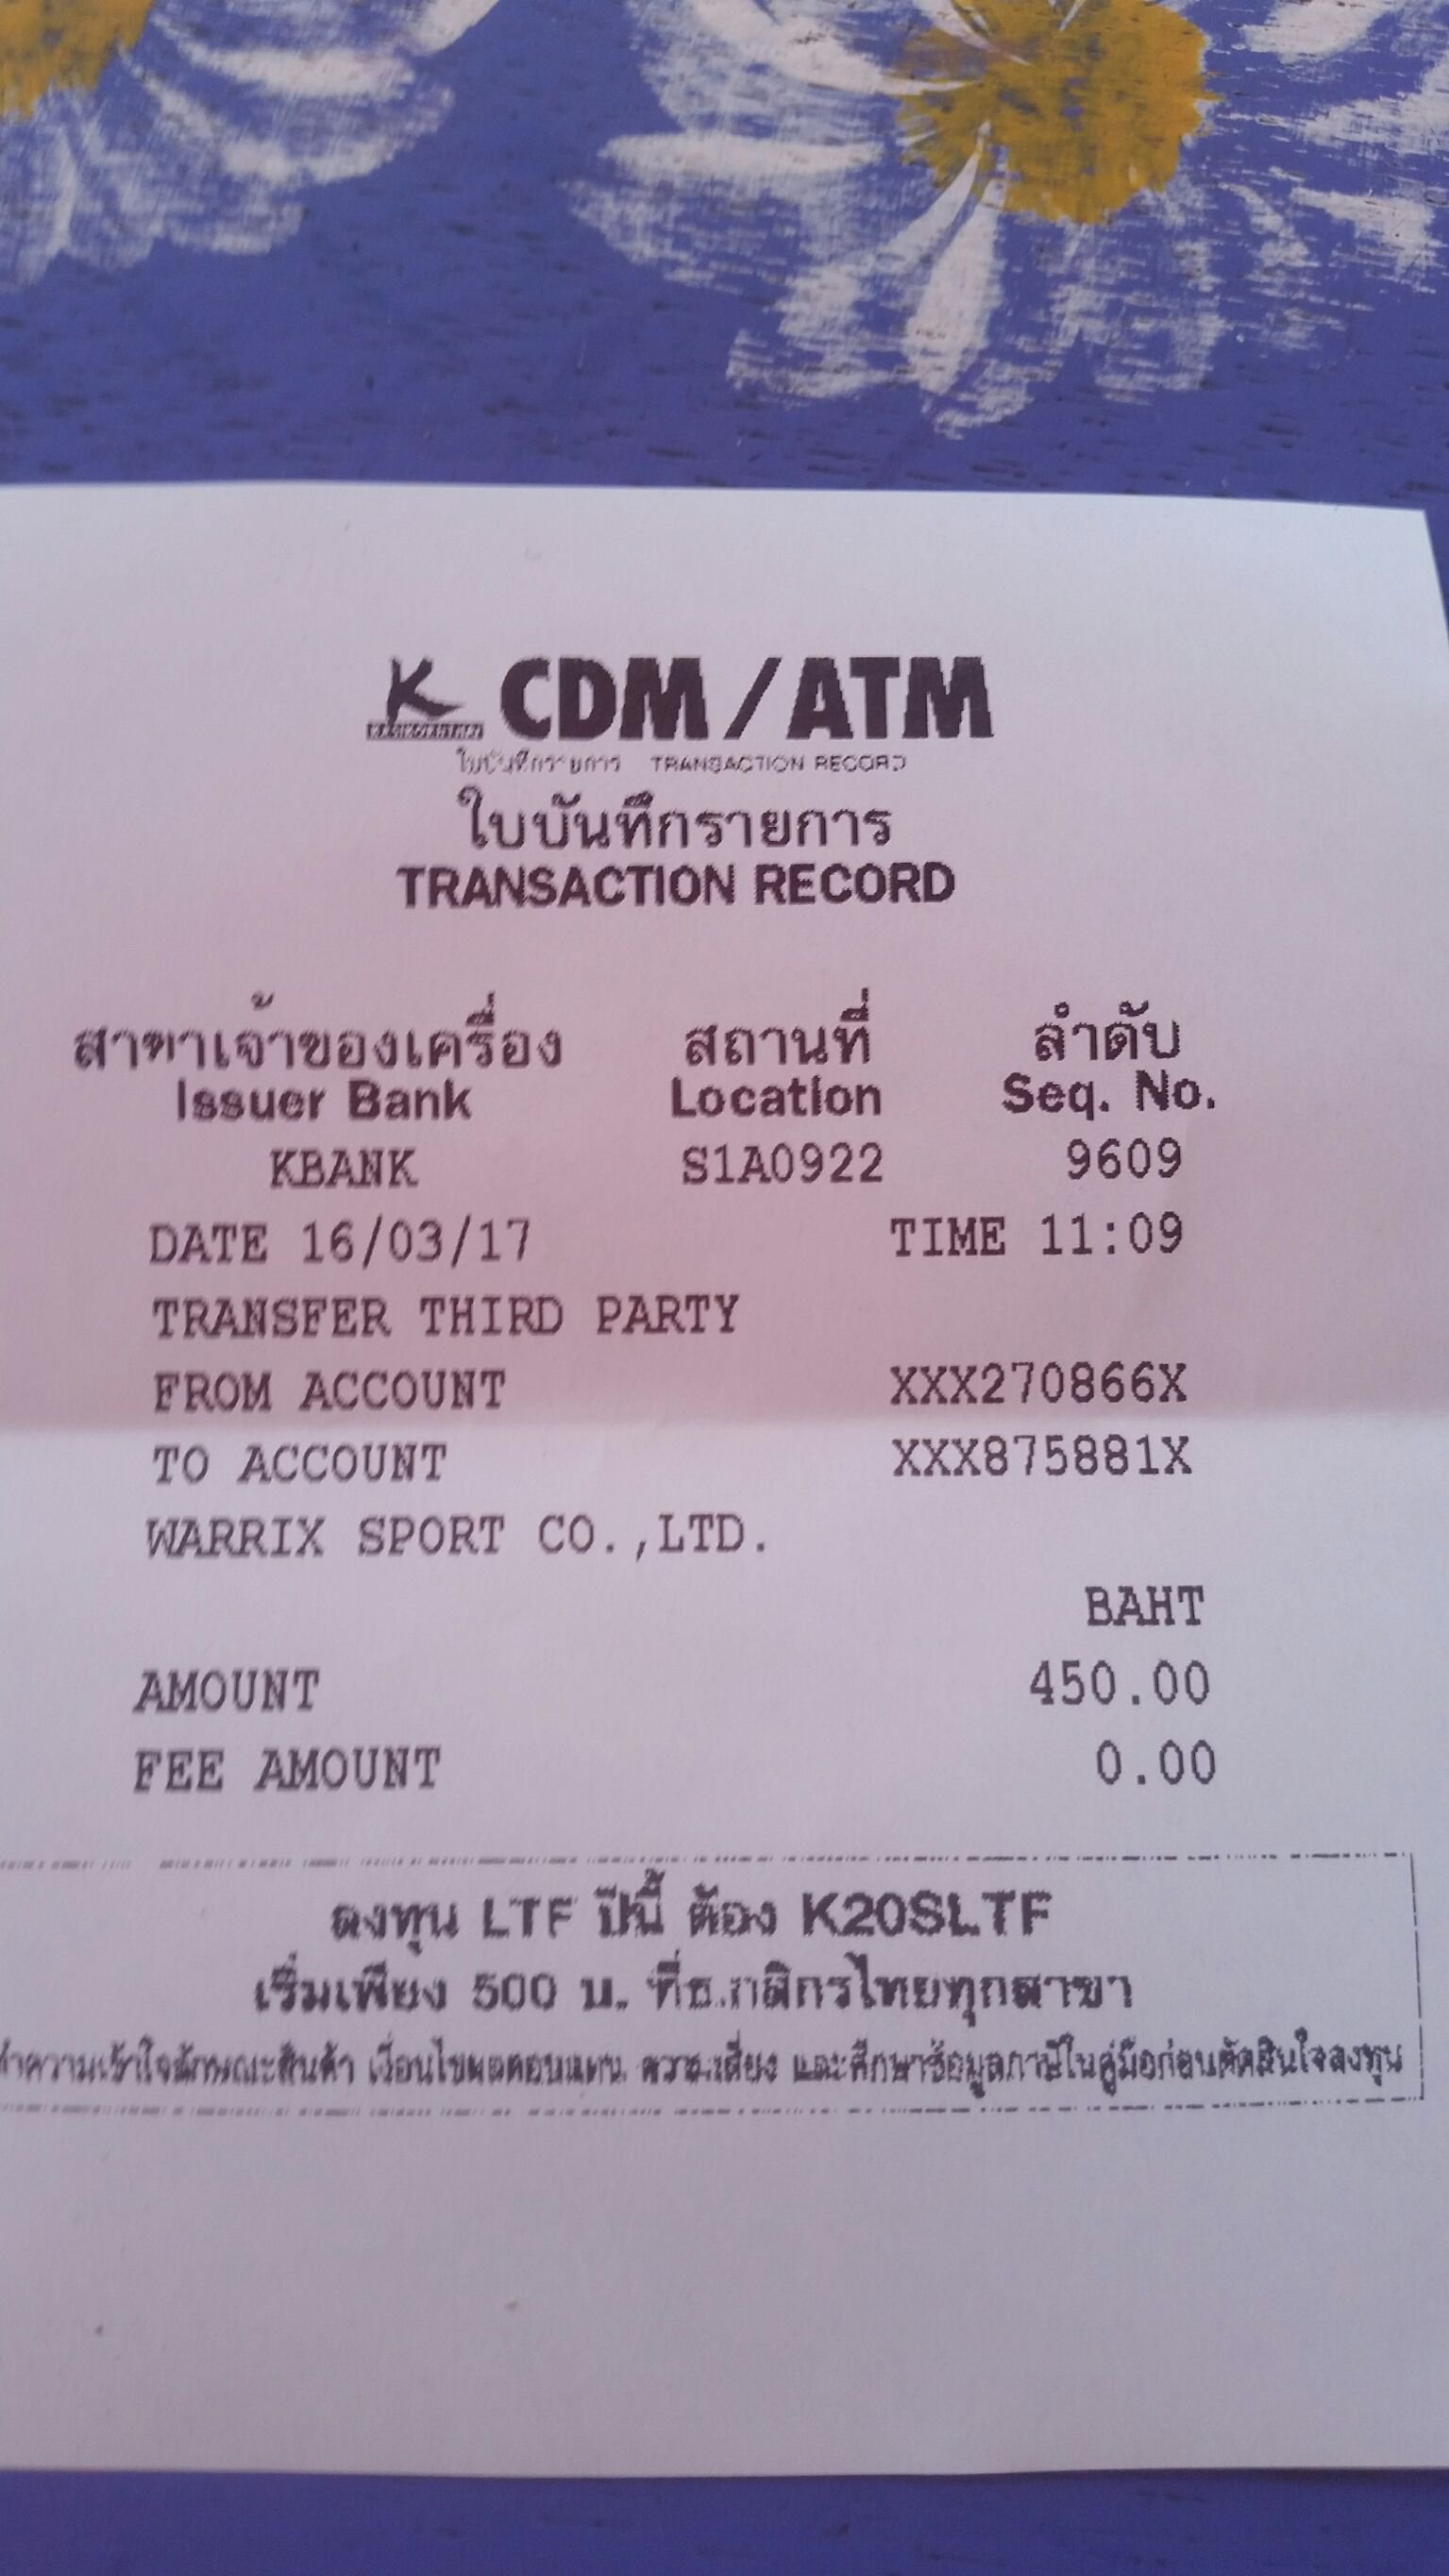 K CDM/ATM
ใบบันทึกรายการ TRANSACTION RECORD
ใบบันทึกรายการ
TRANSACTION RECORD
สาขาเจ้าของเครื่อง สถานที่ ลำดับ
Issuer Bank Location Seq. No.
KBANK S1A0922 9609
DATE 16/03/17 TIME 11:09
TRANSFER THIRD PARTY
FROM ACCOUNT XXX270866X
TO ACCOUNT XXX875881X
WARRIX SPORT CO.,LTD.
BAHT
AMOUNT 450.00
FEE AMOUNT 0.00
ลงทุน LTF ปีนี้ ต้อง K20SLTF
เริ่มเพียง 500 บ. ที่ธ.กสิกรไทยทุกสาขา
ทำความเข้าใจลักษณะสินค้า เงื่อนไขผลตอบแทน ความเสี่ยง และศึกษาข้อมูลภาษีในคู่มือก่อนตัดสินใจลงทุน